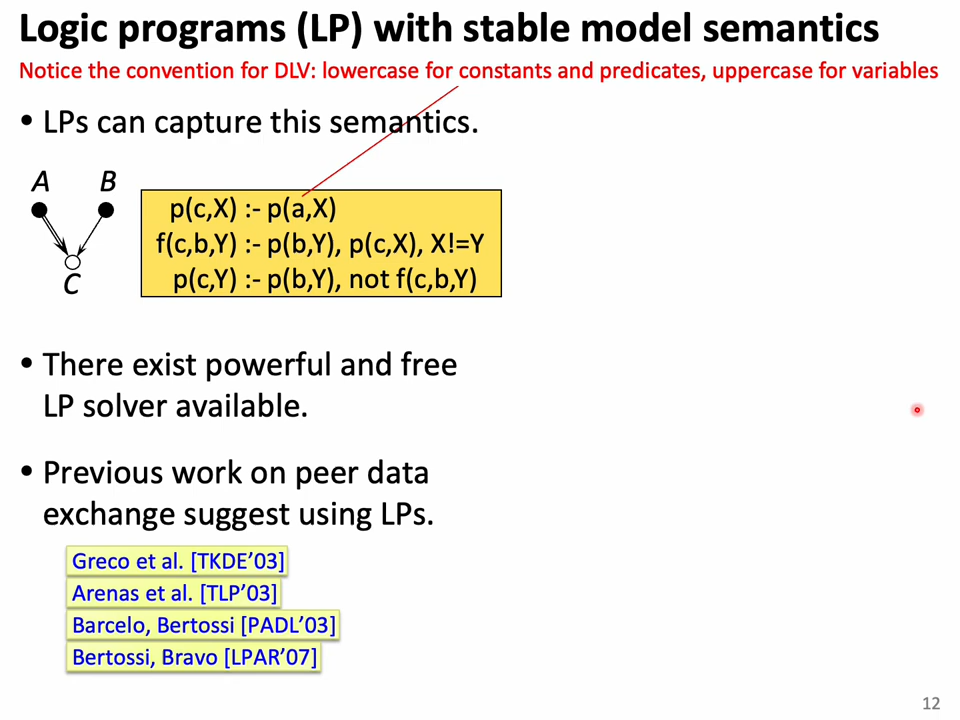 Logic programs (LP) with stable model semantics
Notice the convention for DLV: lowercase for constants and predicates, uppercase for variables
• LPs can capture this semantics.
A B
C
p(c,X) :- p(a,X)
f(c,b,Y) :- p(b,Y), p(c,X), X!=Y
p(c,Y) :- p(b,Y), not f(c,b,Y)
• There exist powerful and free
LP solver available.
• Previous work on peer data
exchange suggest using LPs.
Greco et al. [TKDE’03]
Arenas et al. [TLP’03]
Barcelo, Bertossi [PADL’03]
Bertossi, Bravo [LPAR’07]
12